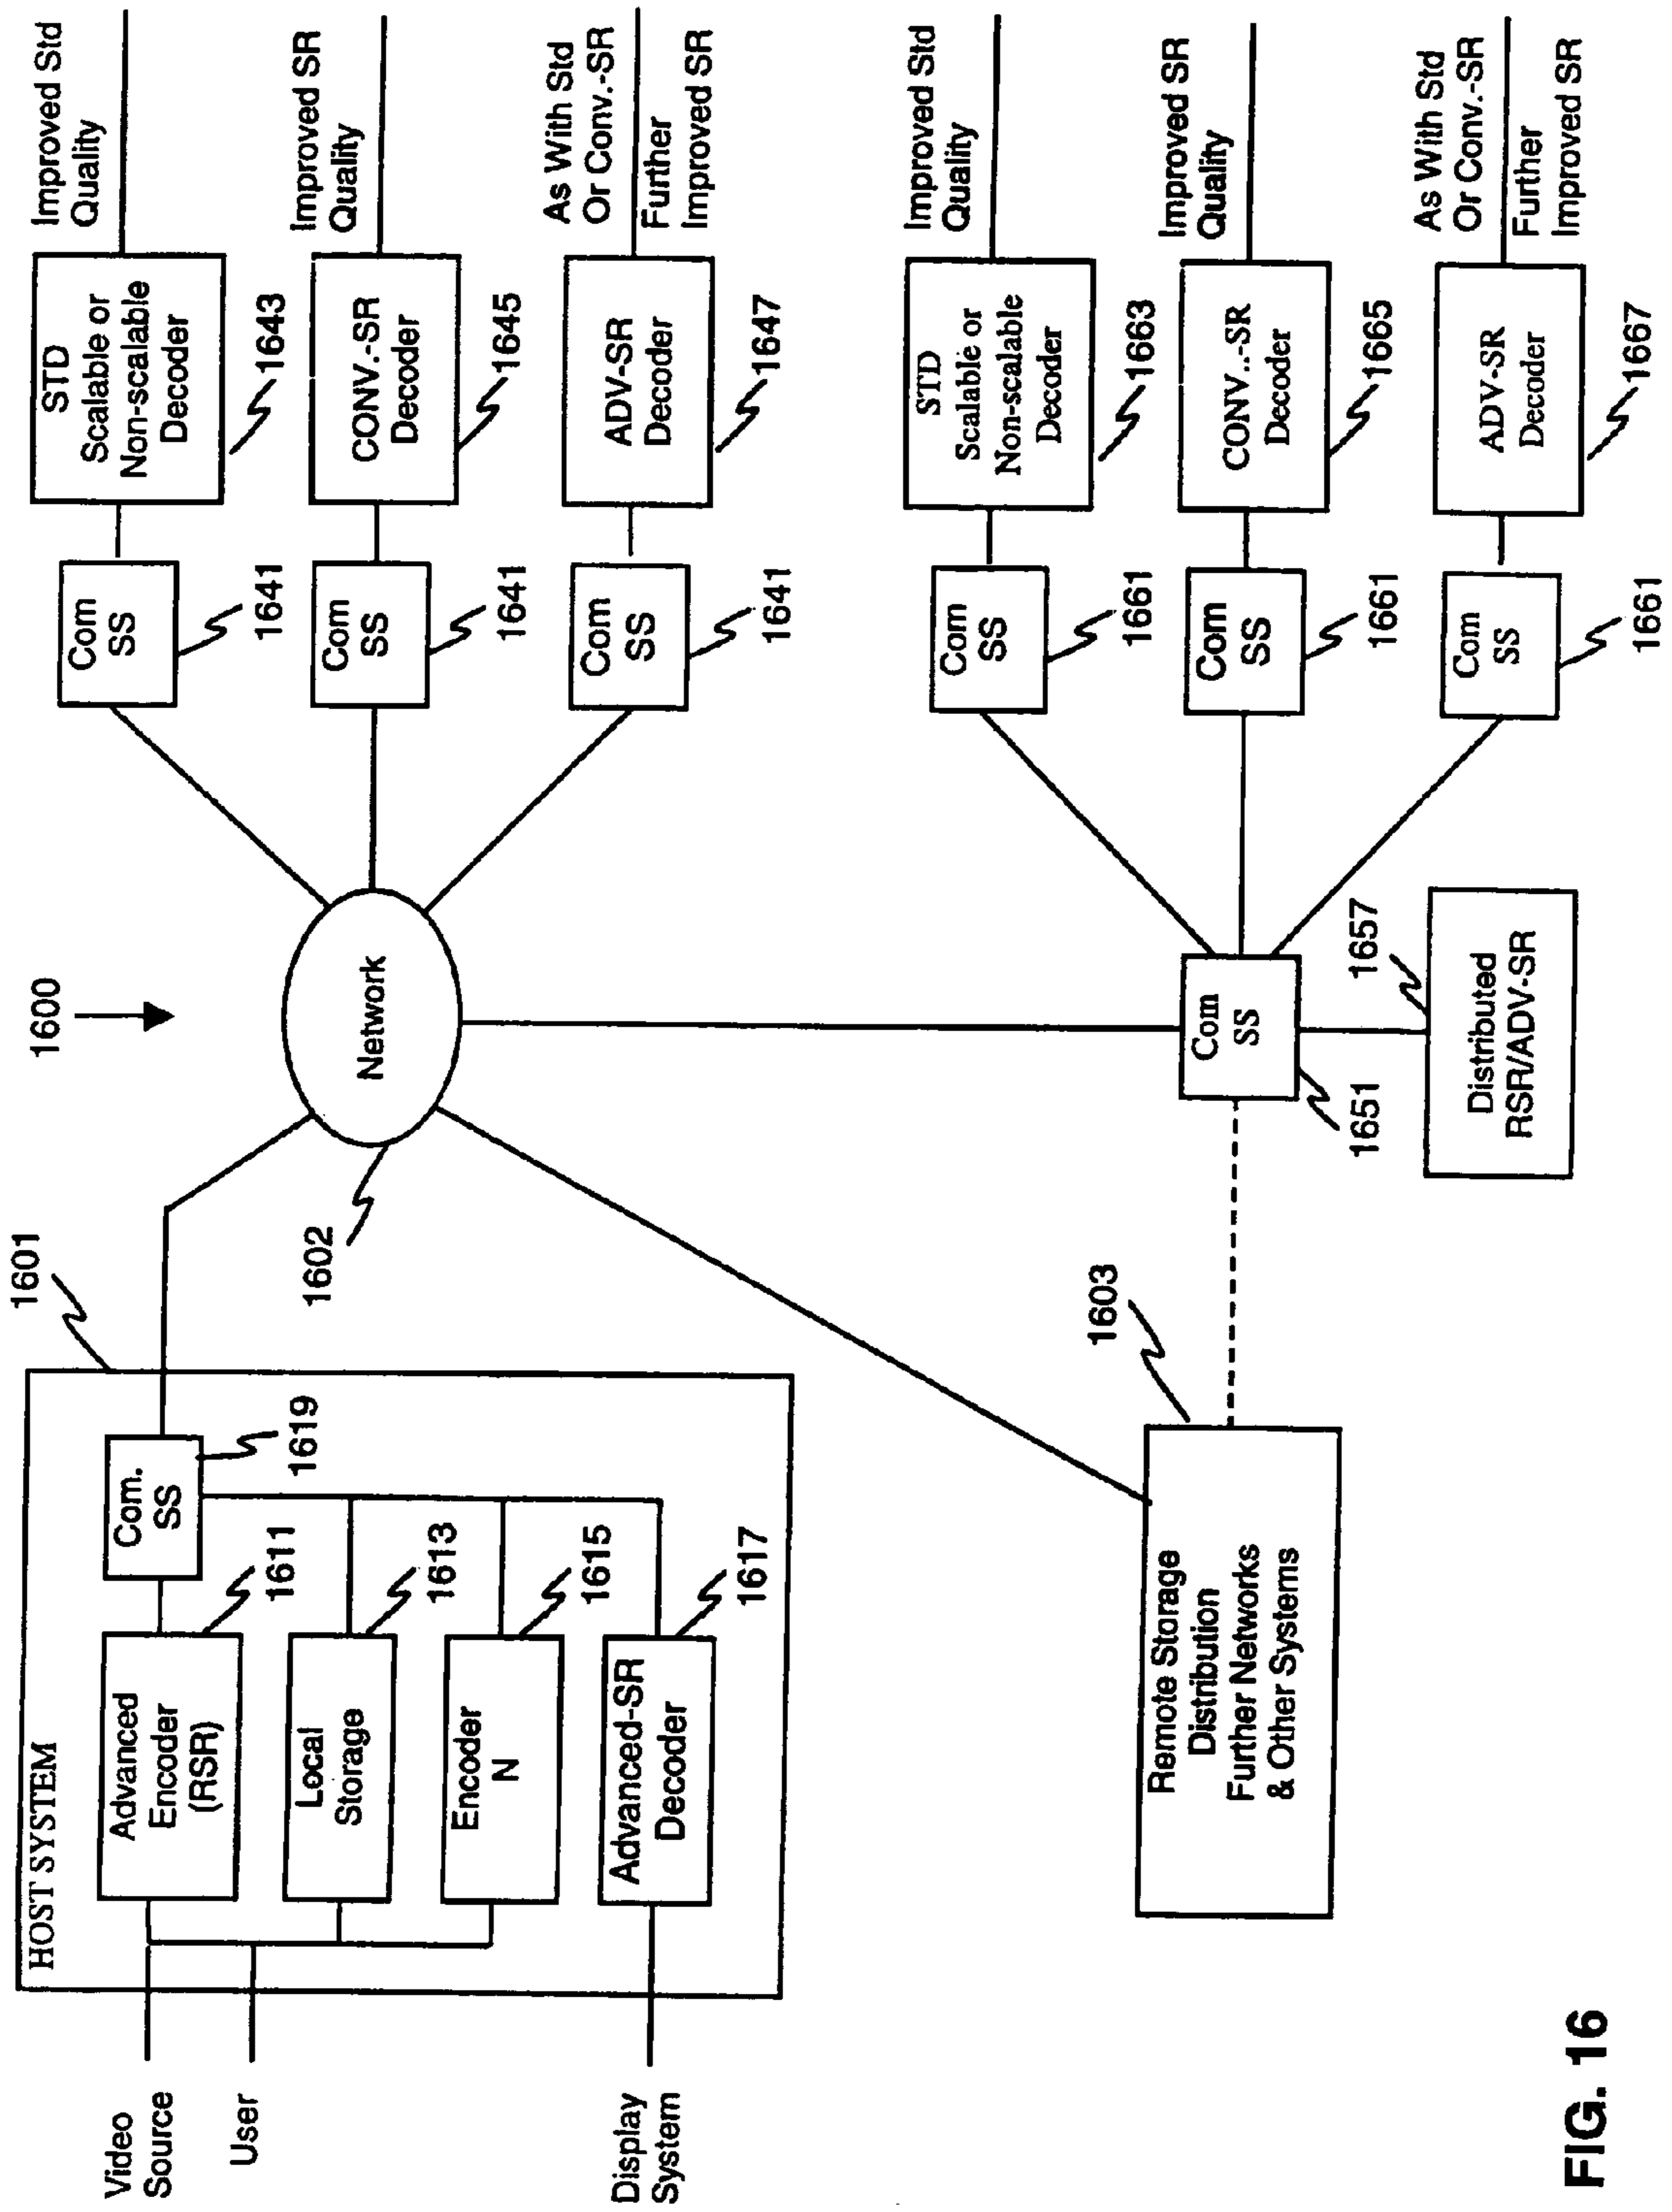 1600
1601
HOST SYSTEM
Video
Source
User
Display
System
Advanced
Encoder
(RSR)
1611
Local
Storage
1613
Encoder
N
1615
Advanced-SR
Decoder
1617
Com.
SS
1619
Network
1602
Com
SS
1641
STD
Scalable or
Non-scalable
Decoder
1643
Improved Std
Quality
Com
SS
1641
CONV.-SR
Decoder
1645
Improved SR
Quality
Com
SS
1641
ADV-SR
Decoder
1647
As With Std
Or Conv.-SR
Further
Improved SR
Remote Storage
Distribution
Further Networks
& Other Systems
1603
Com
SS
1651
Distributed
RSR/ADV-SR
1657
Com
SS
1661
STD
Scalable or
Non-scalable
Decoder
1663
Improved Std
Quality
Com
SS
1661
CONV..-SR
Decoder
1665
Improved SR
Quality
Com
SS
1661
ADV-SR
Decoder
1667
As With Std
Or Conv.-SR
Further
Improved SR
FIG. 16